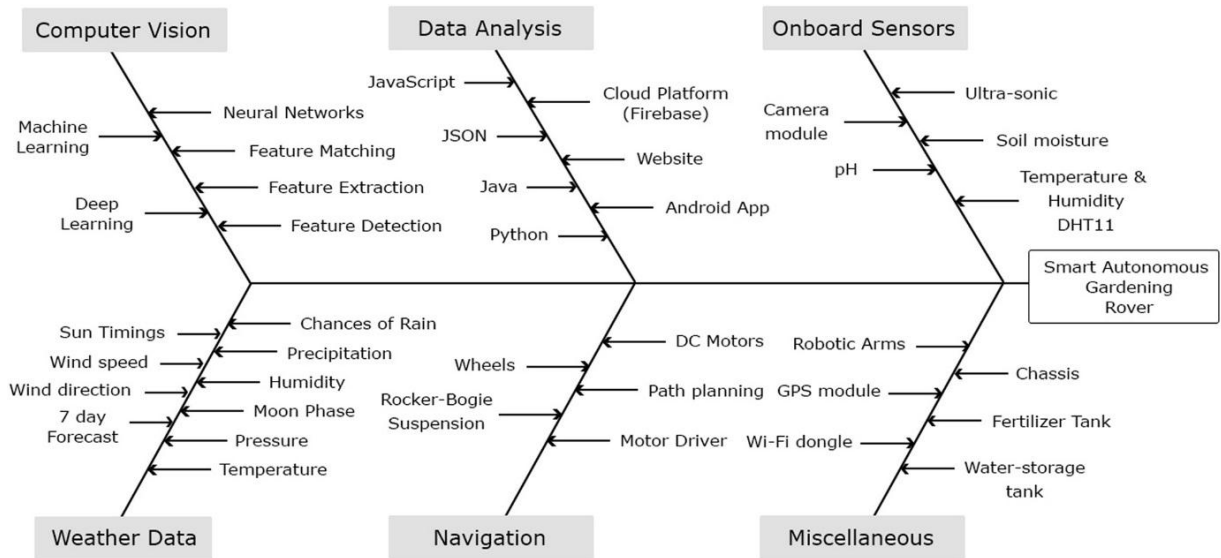 Computer Vision
Data Analysis
Onboard Sensors
Neural Networks
Machine
Learning
Feature Matching
Feature Extraction
Deep
Learning
Feature Detection
JavaScript
Cloud Platform
(Firebase)
JSON
Website
Java
Android App
Python
Ultra-sonic
Camera
module
Soil moisture
pH
Temperature &
Humidity
DHT11
Smart Autonomous
Gardening
Rover
Chances of Rain
Sun Timings
Precipitation
Wind speed
Humidity
Wind direction
Moon Phase
7 day
Forecast
Pressure
Temperature
DC Motors
Wheels
Path planning
Rocker-Bogie
Suspension
Motor Driver
Robotic Arms
Chassis
GPS module
Fertilizer Tank
Wi-Fi dongle
Water-storage
tank
Weather Data
Navigation
Miscellaneous